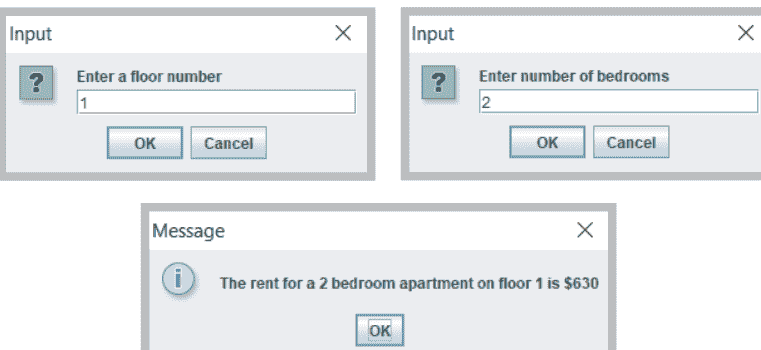 Input
Enter a floor number
1
OK Cancel
Input
Enter number of bedrooms
2
OK Cancel
Message
The rent for a 2 bedroom apartment on floor 1 is $630
OK